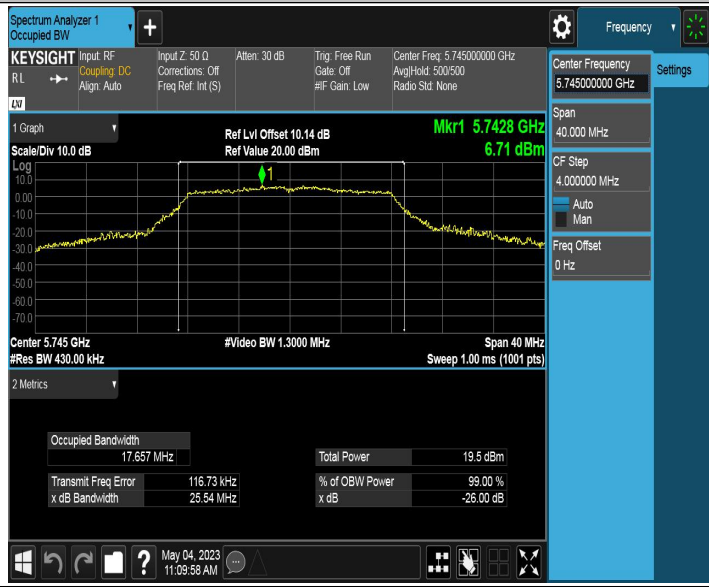 Spectrum Analyzer 1
Occupied BW
Frequency
KEYSIGHT
RL
LXI
Input: RF
Coupling: DC
Align: Auto
Input Z: 50 Ω
Corrections: Off
Freq Ref: Int (S)
Atten: 30 dB
Trig: Free Run
Gate: Off
#IF Gain: Low
Center Freq: 5.745000000 GHz
Avg|Hold: 500/500
Radio Std: None
Center Frequency
5.745000000 GHz
Settings
Span
40.000 MHz
CF Step
4.000000 MHz
Auto
Man
Freq Offset
0 Hz
1 Graph
Scale/Div 10.0 dB
Ref Lvl Offset 10.14 dB
Ref Value 20.00 dBm
Mkr1 5.7428 GHz
6.71 dBm
Log
10.0
0.00
-10.0
-20.0
-30.0
-40.0
-50.0
-60.0
-70.0
1
Center 5.745 GHz
#Res BW 430.00 kHz
#Video BW 1.3000 MHz
Span 40 MHz
Sweep 1.00 ms (1001 pts)
2 Metrics
Occupied Bandwidth
17.657 MHz
Transmit Freq Error 116.73 kHz
x dB Bandwidth 25.54 MHz
Total Power 19.5 dBm
% of OBW Power 99.00 %
x dB -26.00 dB
?
May 04, 2023
11:09:58 AM